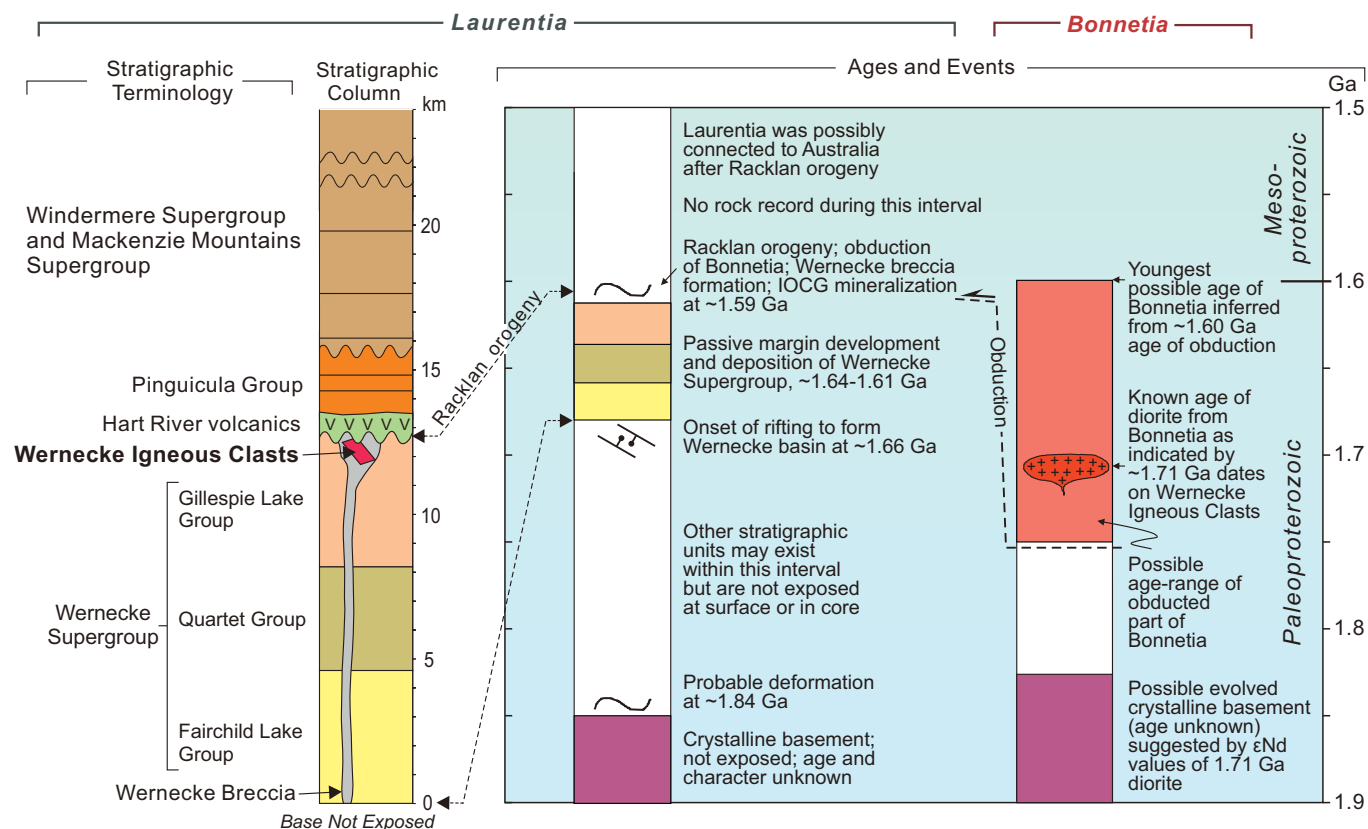 Laurentia
Bonnetia
Stratigraphic
Terminology
Stratigraphic
Column
km
Ages and Events
Ga
Windermere Supergroup
and Mackenzie Mountains
Supergroup
Pinguicula Group
Hart River volcanics
Wernecke Igneous Clasts
Gillespie Lake
Group
Wernecke
Supergroup
Quartet Group
Fairchild Lake
Group
Wernecke Breccia
V V V V V
20
15
10
5
0
Base Not Exposed
Racklan orogeny
Laurentia was possibly
connected to Australia
after Racklan orogeny
No rock record during this interval
Racklan orogeny; obduction
of Bonnetia; Wernecke breccia
formation; IOCG mineralization
at ~1.59 Ga
Passive margin development
and deposition of Wernecke
Supergroup, ~1.64-1.61 Ga
Onset of rifting to form
Wernecke basin at ~1.66 Ga
Other stratigraphic
units may exist
within this interval
but are not exposed
at surface or in core
Probable deformation
at ~1.84 Ga
Crystalline basement;
not exposed; age and
character unknown
Obduction
Youngest
possible age of
Bonnetia inferred
from ~1.60 Ga
age of obduction
Known age of
diorite from
Bonnetia as
indicated by
~1.71 Ga dates
on Wernecke
Igneous Clasts
Possible
age-range of
obducted
part of
Bonnetia
Possible evolved
crystalline basement
(age unknown)
suggested by εNd
values of 1.71 Ga
diorite
Meso-
proterozoic
Paleoproterozoic
1.5
1.6
1.7
1.8
1.9